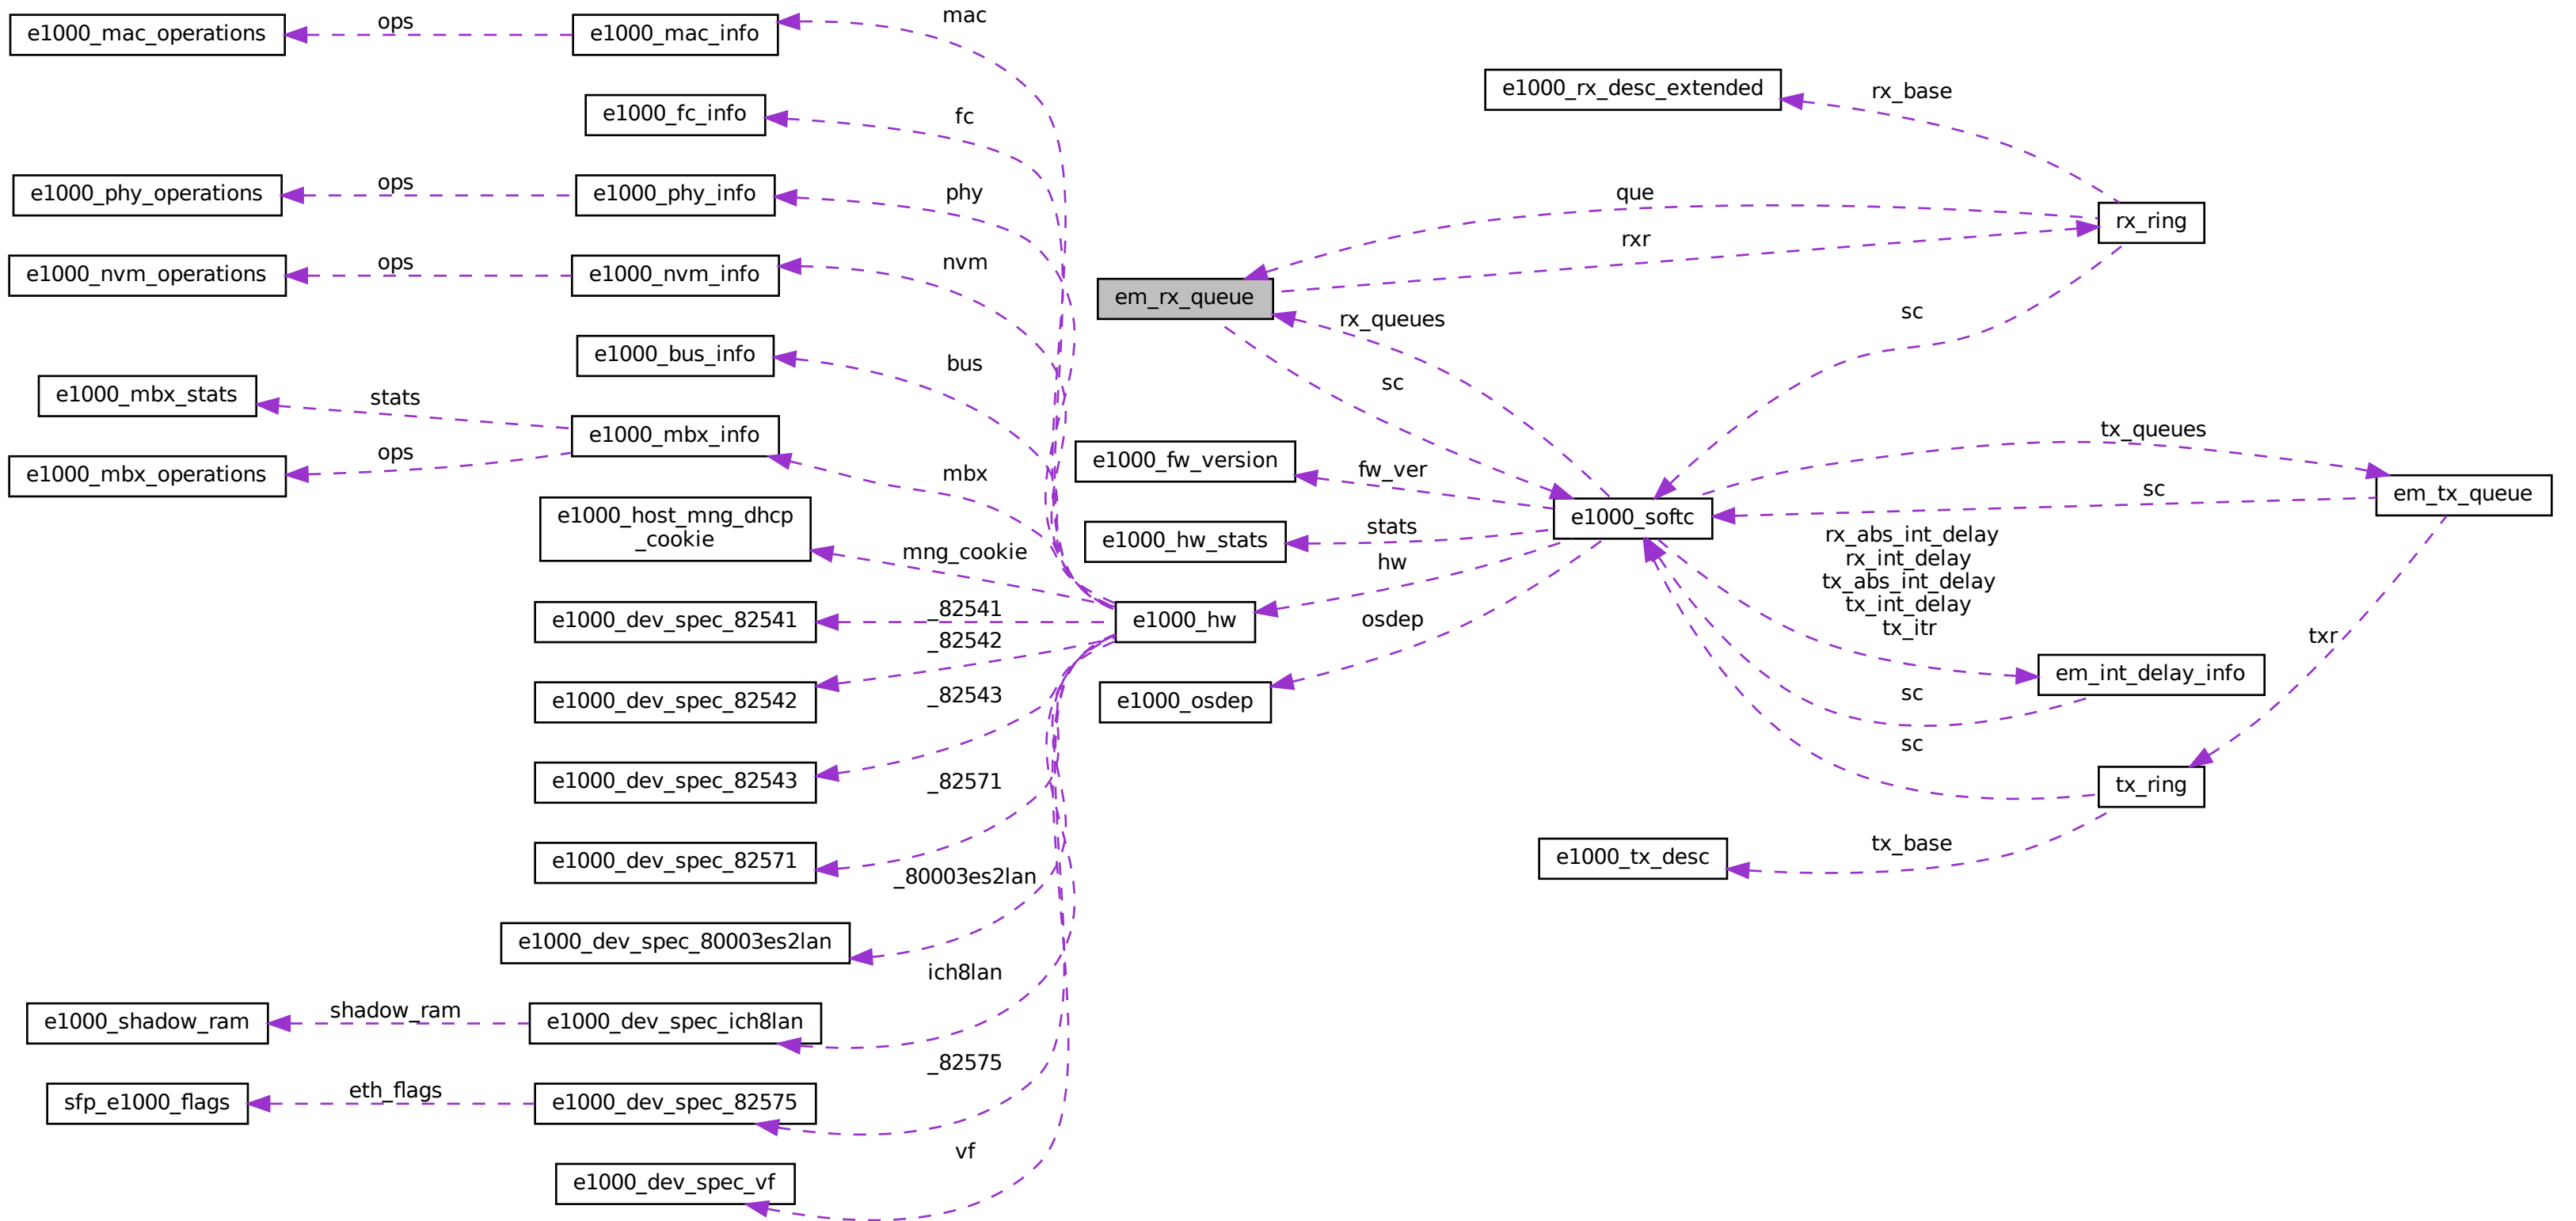 e1000_mac_operations
ops
e1000_mac_info
mac
e1000_fc_info
fc
e1000_phy_operations
ops
e1000_phy_info
phy
e1000_nvm_operations
ops
e1000_nvm_info
nvm
e1000_bus_info
bus
e1000_mbx_stats
stats
e1000_mbx_operations
ops
e1000_mbx_info
mbx
e1000_host_mng_dhcp
_cookie
mng_cookie
e1000_dev_spec_82541
_82541
e1000_dev_spec_82542
_82542
e1000_dev_spec_82543
_82543
e1000_dev_spec_82571
_82571
e1000_dev_spec_80003es2lan
_80003es2lan
e1000_shadow_ram
shadow_ram
e1000_dev_spec_ich8lan
ich8lan
sfp_e1000_flags
eth_flags
e1000_dev_spec_82575
_82575
e1000_dev_spec_vf
vf
e1000_hw
em_rx_queue
e1000_fw_version
e1000_hw_stats
e1000_osdep
rx_queues
sc
fw_ver
stats
hw
osdep
e1000_rx_desc_extended
rx_base
que
rxr
rx_ring
sc
e1000_softc
tx_queues
sc
em_tx_queue
rx_abs_int_delay
rx_int_delay
tx_abs_int_delay
tx_int_delay
tx_itr
em_int_delay_info
sc
txr
sc
tx_ring
tx_base
e1000_tx_desc